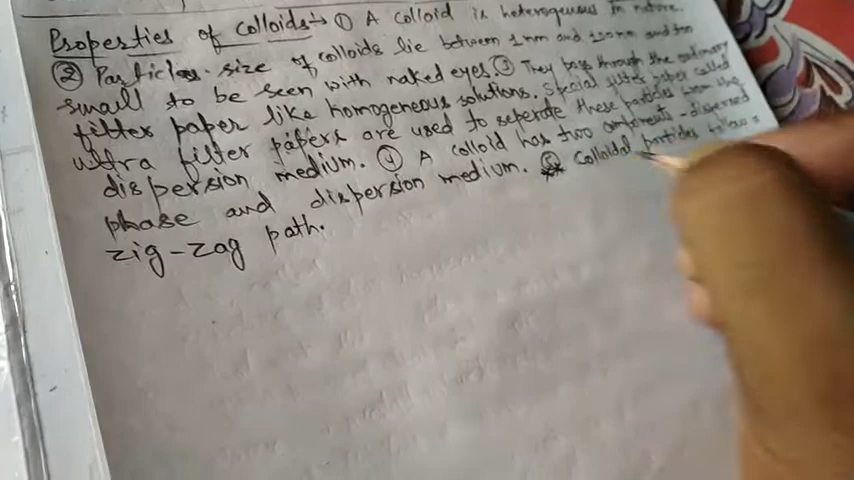 Properties of colloids → ① A colloid is heterogenous in nature.
② Particles size of colloids lie between 1nm and 100nm and too
small to be seen with naked eyes. ③ They pass through the ordinary
filter paper like homogeneous solutions. Special filter paper called
ultra filter papers are used to seperate these particles from the
dispersion medium. ④ A colloid has two components - dispersed
phase and dispersion medium. Colloidal particles follow a
zig-zag path.